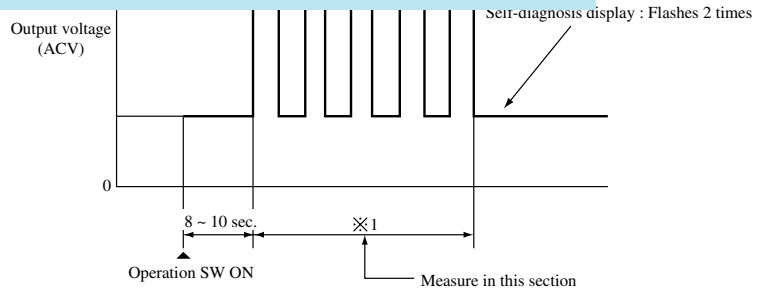 Self-diagnosis display : Flashes 2 times
Output voltage
(ACV)
0
8 ~ 10 sec.
※1
Operation SW ON
Measure in this section